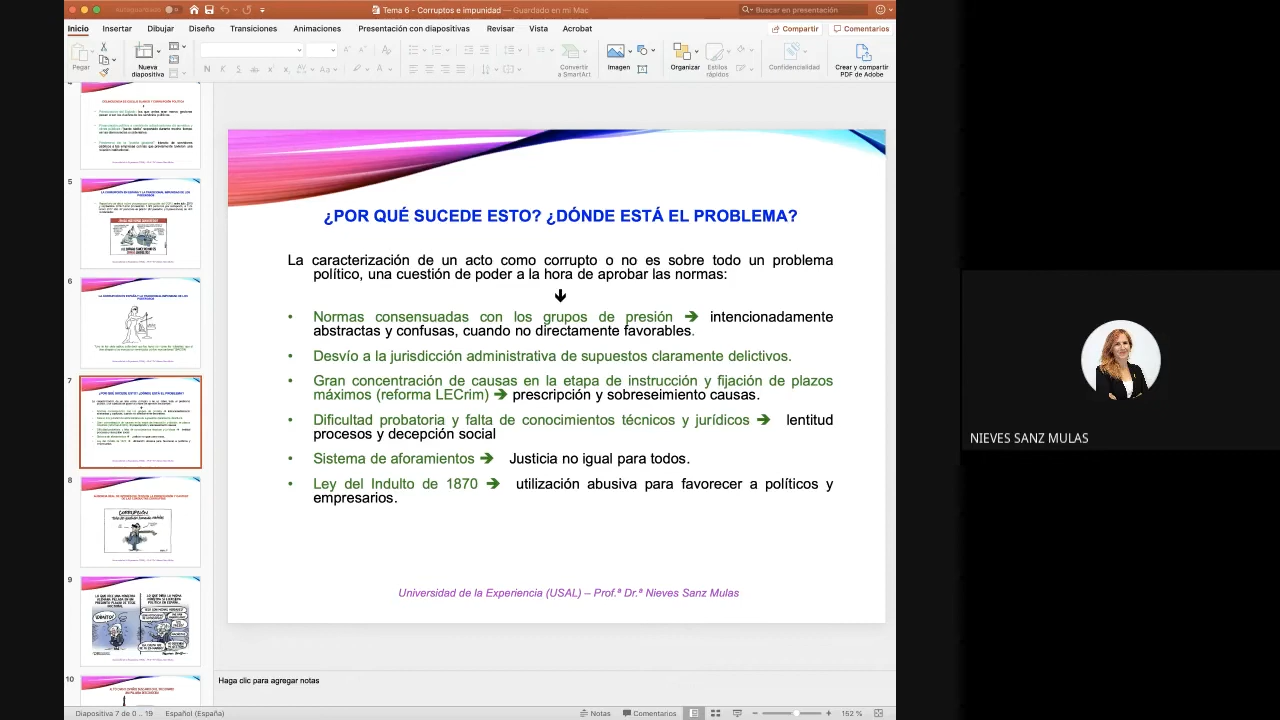 Tema 6 - Corruptos e impunidad — Guardado en mi Mac
Buscar en presentación
Inicio
Insertar
Dibujar
Diseño
Transiciones
Animaciones
Presentación con diapositivas
Revisar
Vista
Acrobat
Compartir
Comentarios
Pegar
Nueva
diapositiva
Convertir
a SmartArt
Imagen
Organizar
Estilos
rápidos
Confidencialidad
Crear y compartir
PDF de Adobe
5
6
7
8
9
10
¿POR QUÉ SUCEDE ESTO? ¿DÓNDE ESTÁ EL PROBLEMA?
La caracterización de un acto como corrupto o no es sobre todo un problema
político, una cuestión de poder a la hora de aprobar las normas:
• Normas consensuadas con los grupos de presión ➔ intencionadamente
abstractas y confusas, cuando no directamente favorables.
• Desvío a la jurisdicción administrativa de supuestos claramente delictivos.
• Gran concentración de causas en la etapa de instrucción y fijación de plazos
máximos (reforma LECrim) ➔ prescripción y sobreseimiento causas.
• Dificultad probatoria y falta de conocimientos técnicos y jurídicos ➔ lentitud
procesos y decepción social
• Sistema de aforamientos ➔ Justicia no igual para todos.
• Ley del Indulto de 1870 ➔ utilización abusiva para favorecer a políticos y
empresarios.
Universidad de la Experiencia (USAL) – Prof.ª Dr.ª Nieves Sanz Mulas
Haga clic para agregar notas
Diapositiva 7 de 0 .. 19
Español (España)
Notas
Comentarios
152 %
NIEVES SANZ MULAS